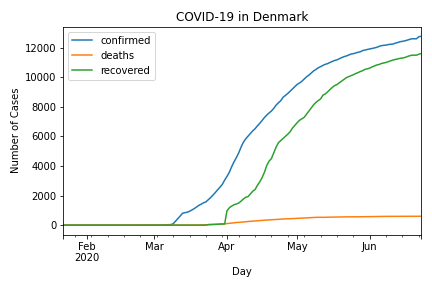 COVID-19 in Denmark
confirmed
deaths
recovered
Number of Cases
12000
10000
8000
6000
4000
2000
0
Feb Mar Apr May Jun
2020
Day